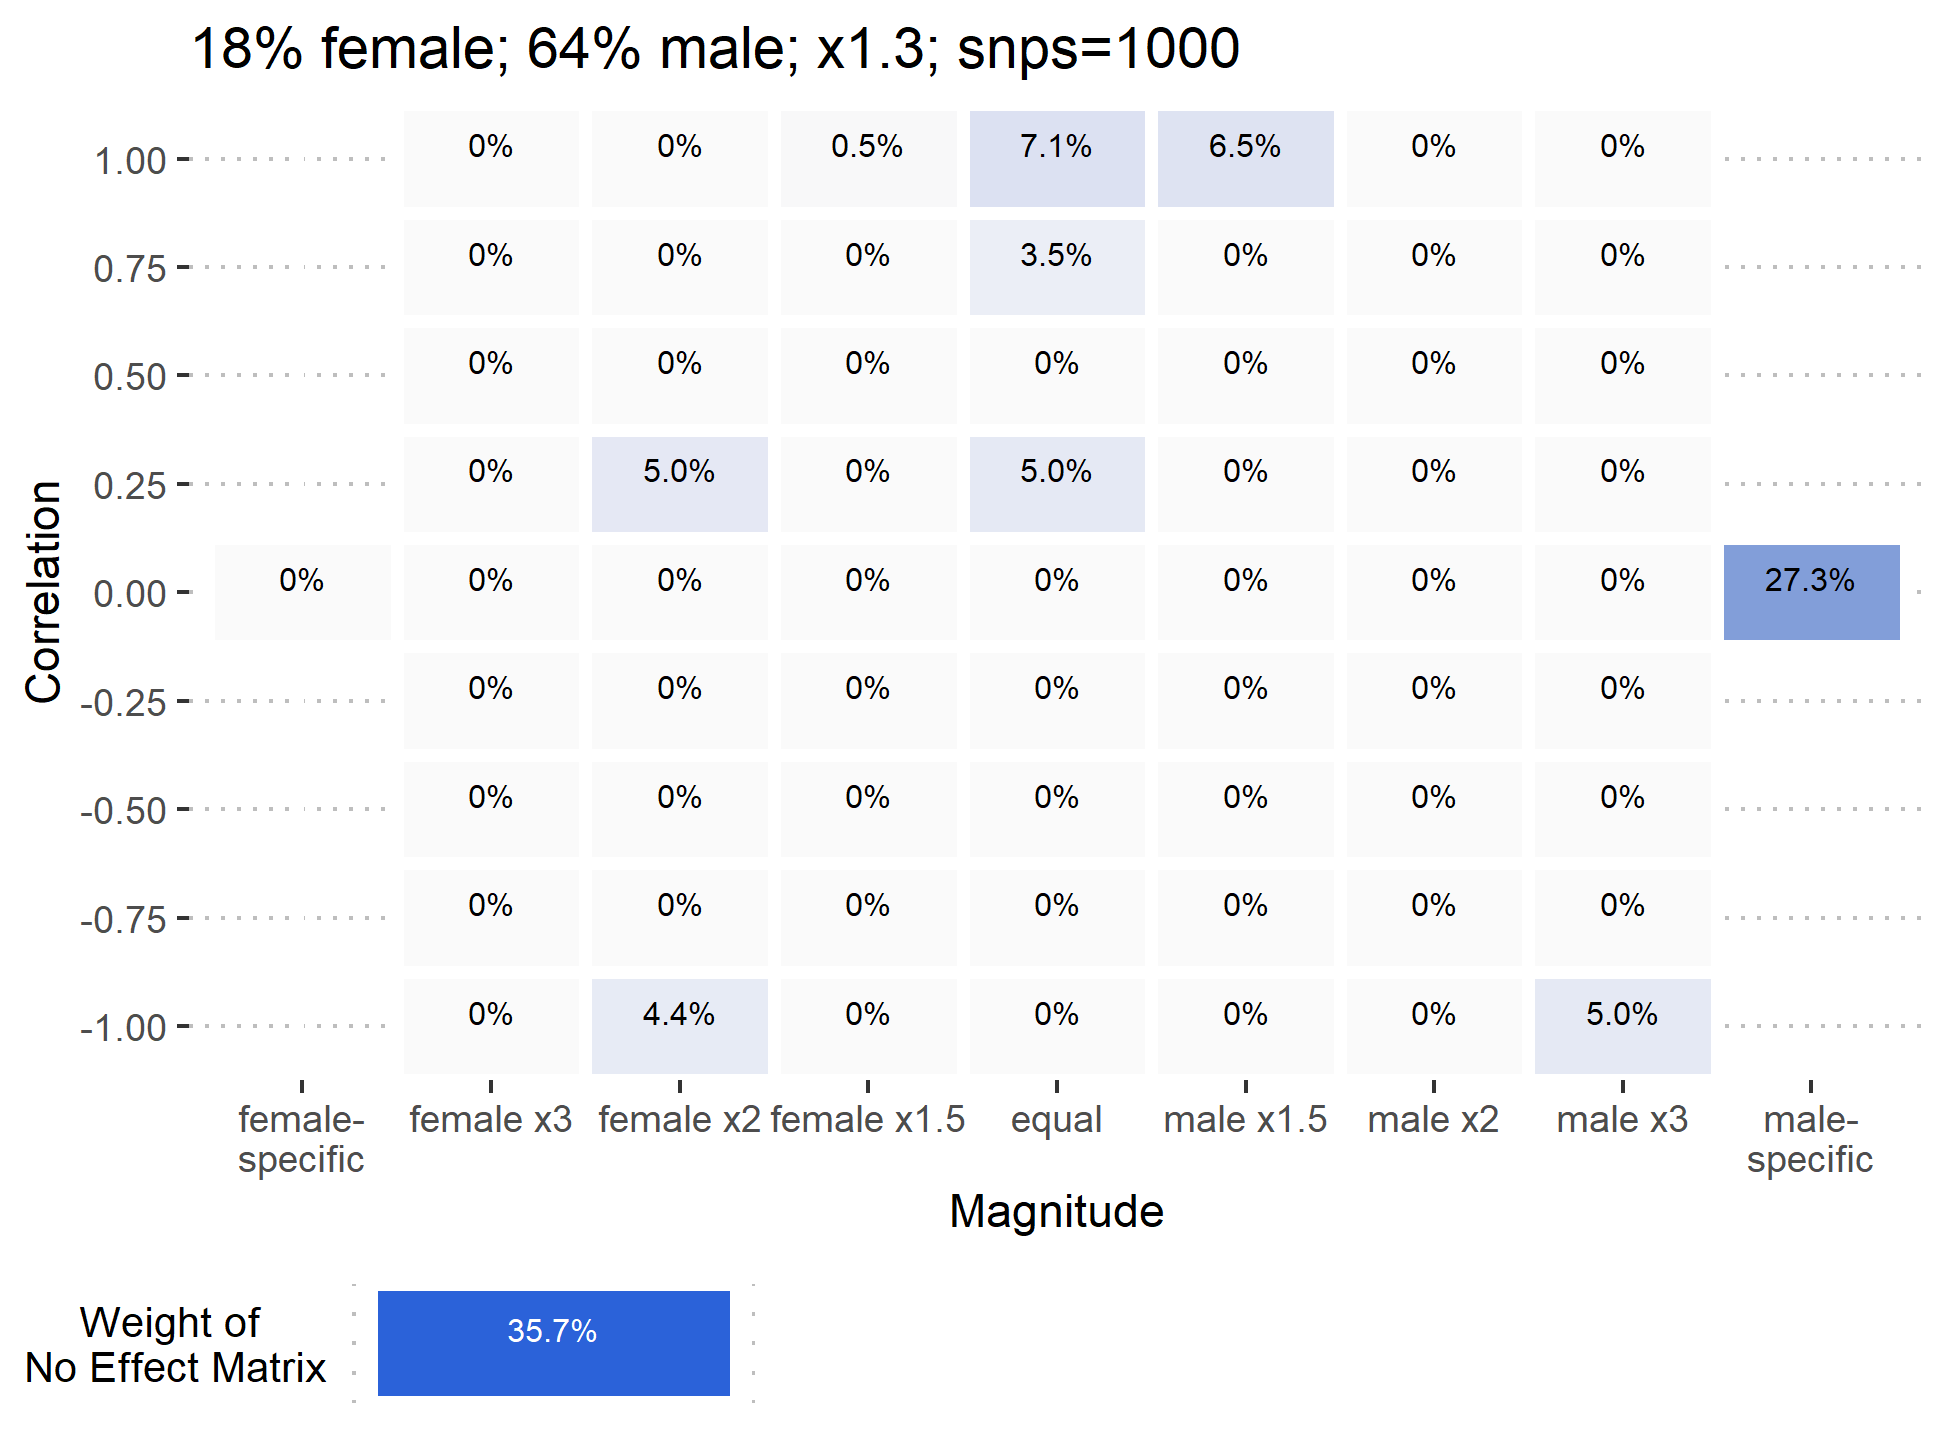 18% female; 64% male; x1.3; snps=1000
Correlation
1.00 0% 0% 0.5% 7.1% 6.5% 0% 0%
0.75 0% 0% 0% 3.5% 0% 0% 0%
0.50 0% 0% 0% 0% 0% 0% 0%
0.25 0% 5.0% 0% 5.0% 0% 0% 0%
0.00 0% 0% 0% 0% 0% 0% 0% 0% 27.3%
-0.25 0% 0% 0% 0% 0% 0% 0%
-0.50 0% 0% 0% 0% 0% 0% 0%
-0.75 0% 0% 0% 0% 0% 0% 0%
-1.00 0% 4.4% 0% 0% 0% 0% 5.0%
female- female x3 female x2 female x1.5 equal male x1.5 male x2 male x3 male-
specific specific
Magnitude
Weight of
No Effect Matrix
35.7%